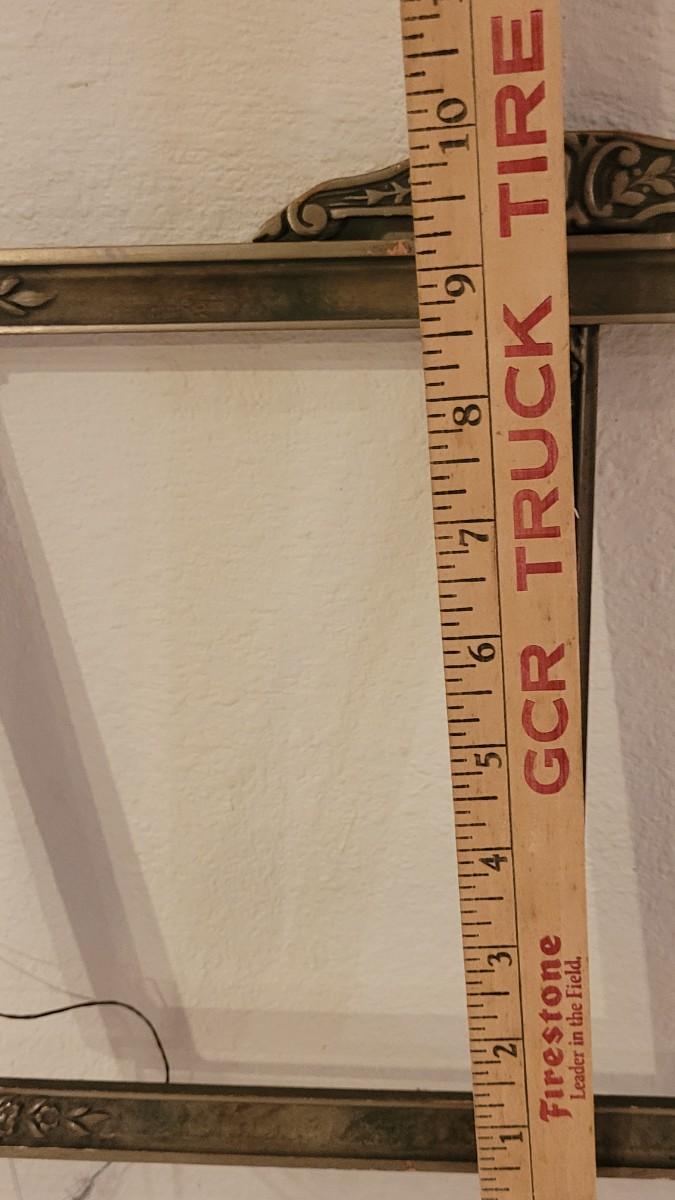 Firestone GCR TRUCK TIRE
Leader in the Field.
1 2 3 4 5 6 7 8 9 10